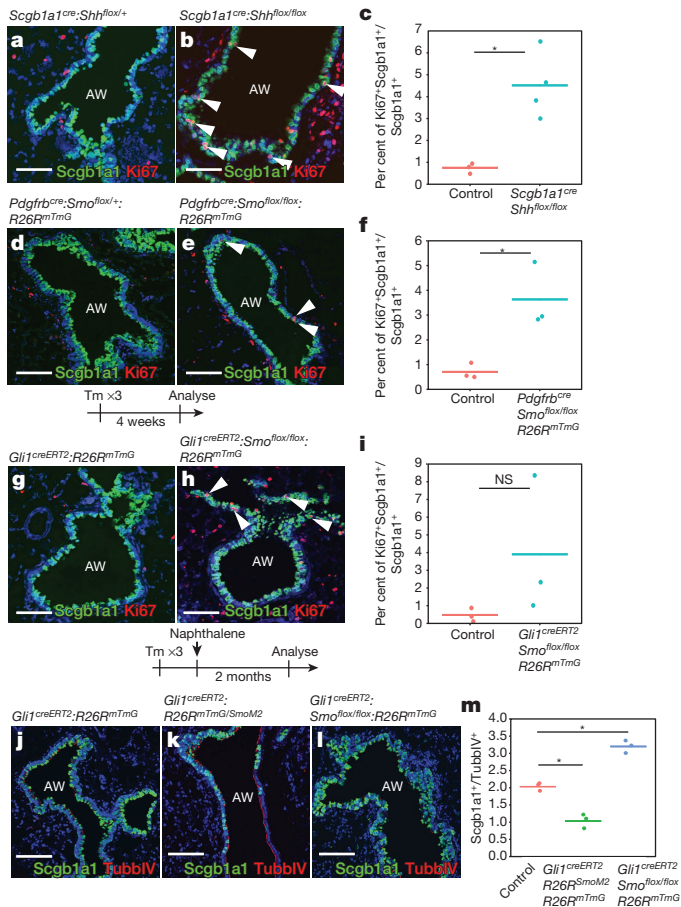 Scgb1a1cre:Shhflox/+
Scgb1a1cre:Shhflox/flox
a
AW
Scgb1a1 Ki67
b
AW
Scgb1a1 Ki67
c
Per cent of Ki67+Scgb1a1+/
Scgb1a1+
7
6
5
4
3
2
1
0
*
Control
Scgb1a1cre
Shhflox/flox
Pdgfrbcre:Smoflox/+:
R26RmTmG
Pdgfrbcre:Smoflox/flox:
R26RmTmG
d
AW
Scgb1a1 Ki67
e
AW
Scgb1a1 Ki67
f
Per cent of Ki67+Scgb1a1+/
Scgb1a1+
6
5
4
3
2
1
0
*
Control
Pdgfrbcre
Smoflox/flox
R26RmTmG
Tm ×3
Analyse
4 weeks
Gli1creERT2:R26RmTmG
Gli1creERT2:Smoflox/flox:
R26RmTmG
g
AW
Scgb1a1 Ki67
h
AW
Scgb1a1 Ki67
i
Per cent of Ki67+Scgb1a1+/
Scgb1a1+
9
8
7
6
5
4
3
2
1
0
NS
Control
Gli1creERT2
Smoflox/flox
R26RmTmG
Naphthalene
Tm ×3
Analyse
2 months
Gli1creERT2:R26RmTmG
Gli1creERT2:
R26RmTmG/SmoM2
Gli1creERT2:
Smoflox/flox:R26RmTmG
j
AW
Scgb1a1 TubbIV
k
AW
Scgb1a1 TubbIV
l
AW
Scgb1a1 TubbIV
m
Scgb1a1+/TubbIV+
4.0
3.5
3.0
2.5
2.0
1.5
1.0
0.5
0
*
*
Control
Gli1creERT2
R26RSmoM2
R26RmTmG
Gli1creERT2
Smoflox/flox
R26RmTmG